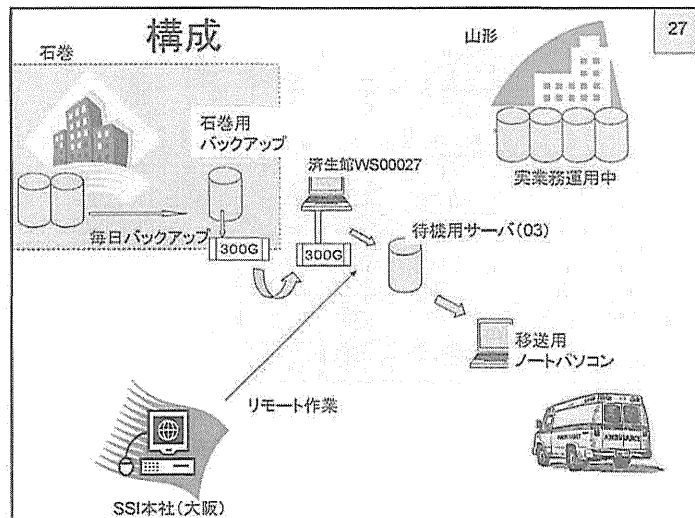 構成
27
石巻
山形
石巻用
バックアップ
済生館WS00027
実業務運用中
毎日バックアップ
300G
300G
待機用サーバ(03)
移送用
ノートパソコン
リモート作業
AMBULANCE
SSI本社(大阪)